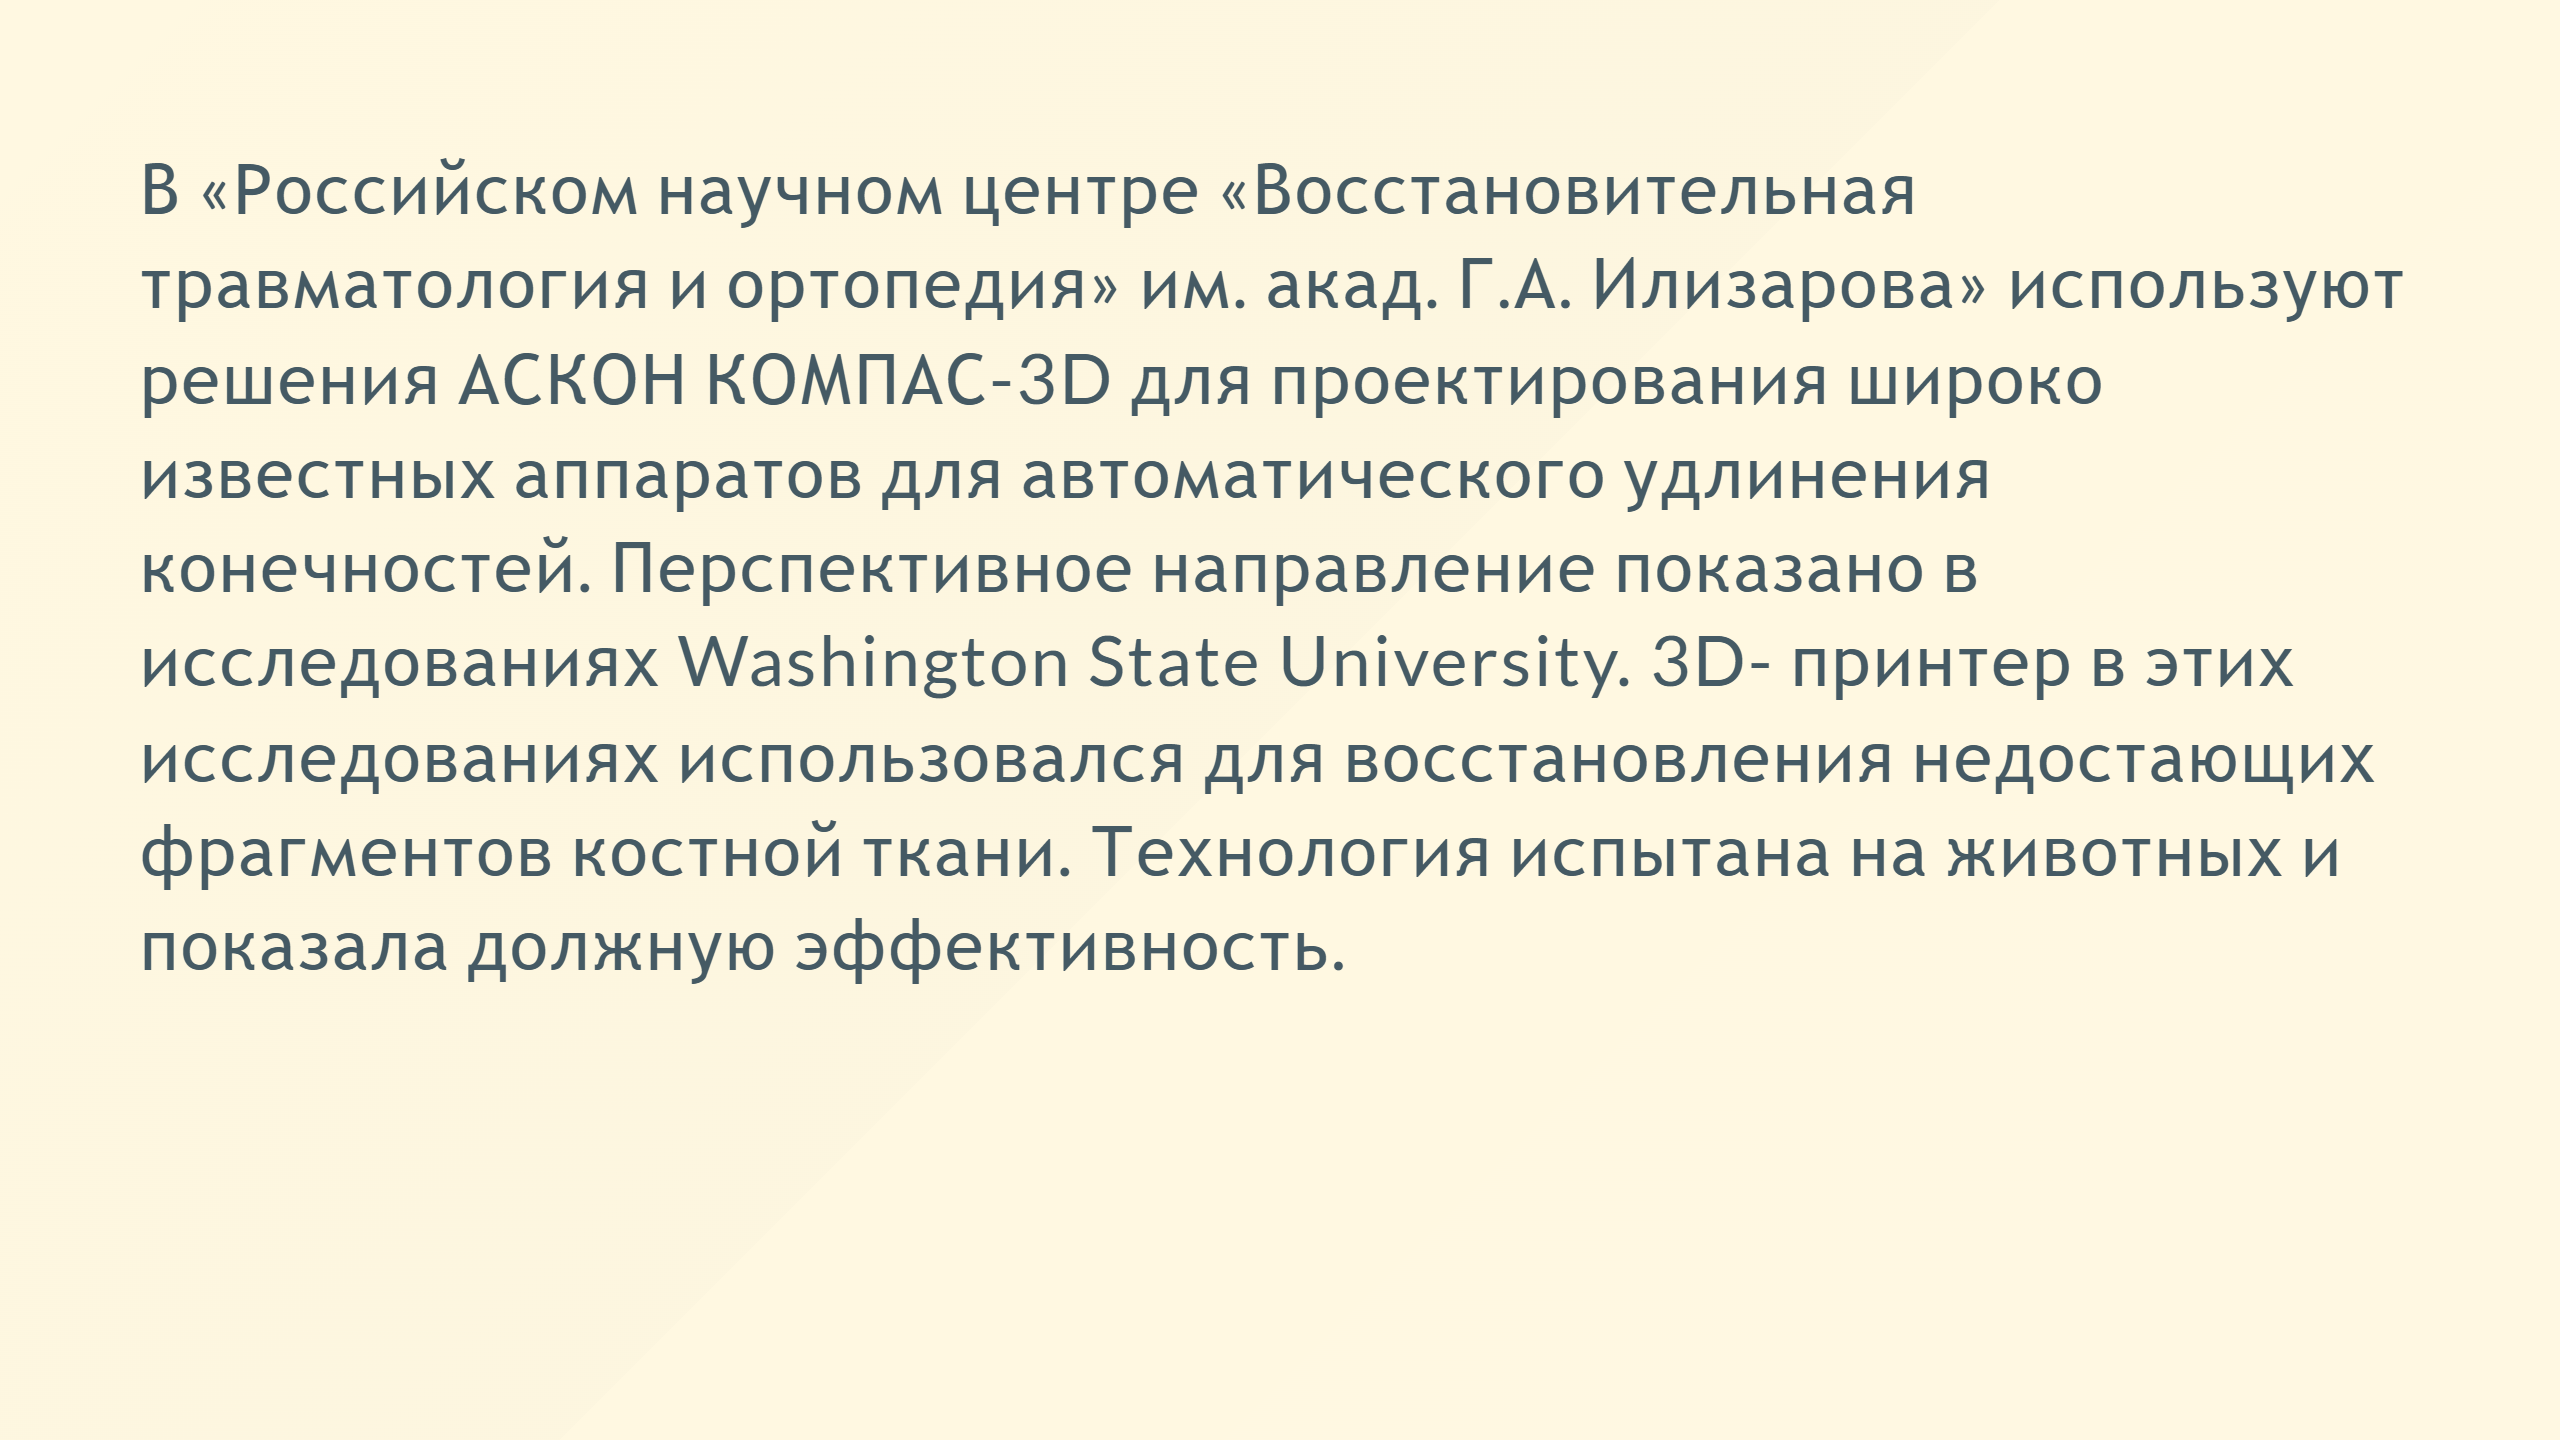 В «Российском научном центре «Восстановительная
травматология и ортопедия» им. акад. Г.А. Илизарова» используют
решения АСКОН КОМПАС-3D для проектирования широко
известных аппаратов для автоматического удлинения
конечностей. Перспективное направление показано в
исследованиях Washington State University. 3D- принтер в этих
исследованиях использовался для восстановления недостающих
фрагментов костной ткани. Технология испытана на животных и
показала должную эффективность.